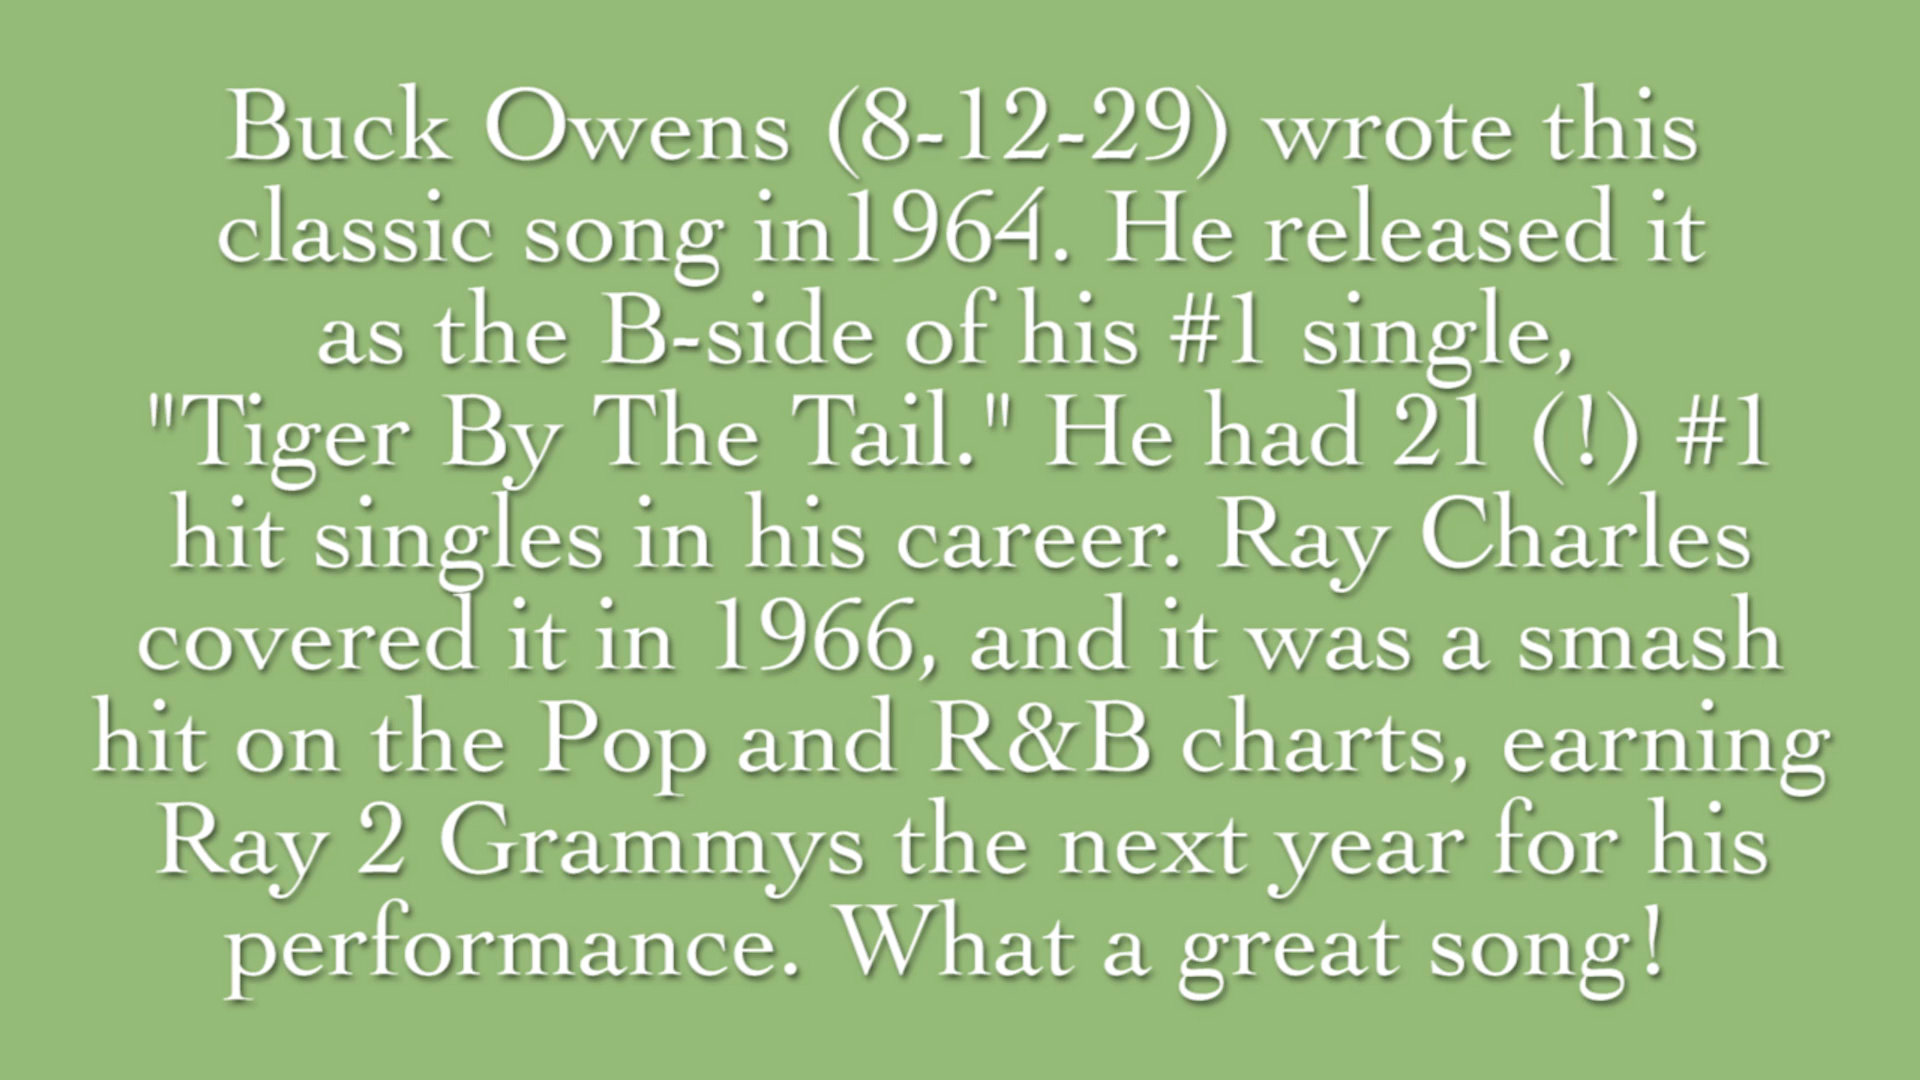 Buck Owens (8-12-29) wrote this
classic song in1964. He released it
as the B-side of his #1 single,
"Tiger By The Tail." He had 21 (!) #1
hit singles in his career. Ray Charles
covered it in 1966, and it was a smash
hit on the Pop and R&B charts, earning
Ray 2 Grammys the next year for his
performance. What a great song!